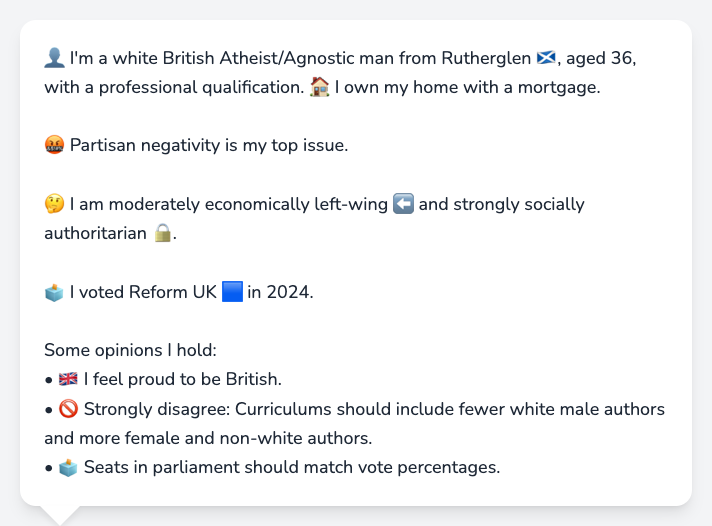 👤 I'm a white British Atheist/Agnostic man from Rutherglen 🏴󠁧󠁢󠁳󠁣󠁴󠁿, aged 36,
with a professional qualification. 🏠 I own my home with a mortgage.
🤬 Partisan negativity is my top issue.
🤔 I am moderately economically left-wing ⬅️ and strongly socially
authoritarian 🔒.
🗳️ I voted Reform UK 🟦 in 2024.
Some opinions I hold:
• 🇬🇧 I feel proud to be British.
• 🚫 Strongly disagree: Curriculums should include fewer white male authors
and more female and non-white authors.
• 🗳️ Seats in parliament should match vote percentages.